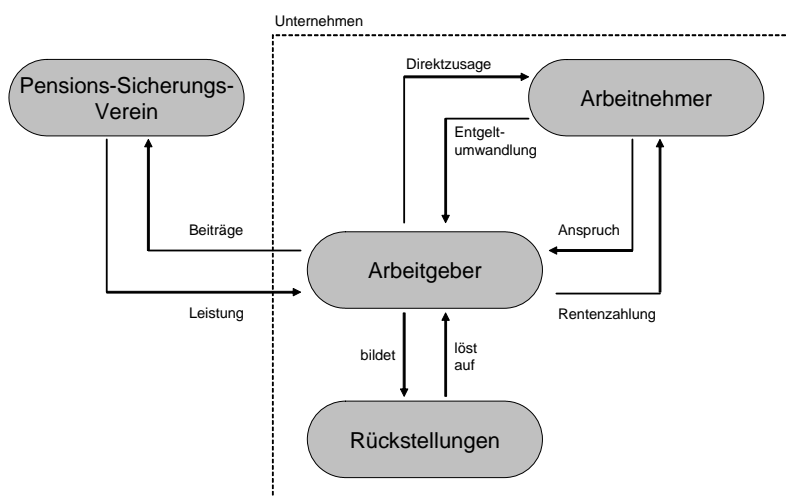 Unternehmen
Direktzusage
Pensions-Sicherungs-
Verein
Arbeitnehmer
Entgelt-
umwandlung
Beiträge
Anspruch
Arbeitgeber
Leistung
Rentenzahlung
bildet
löst
auf
Rückstellungen